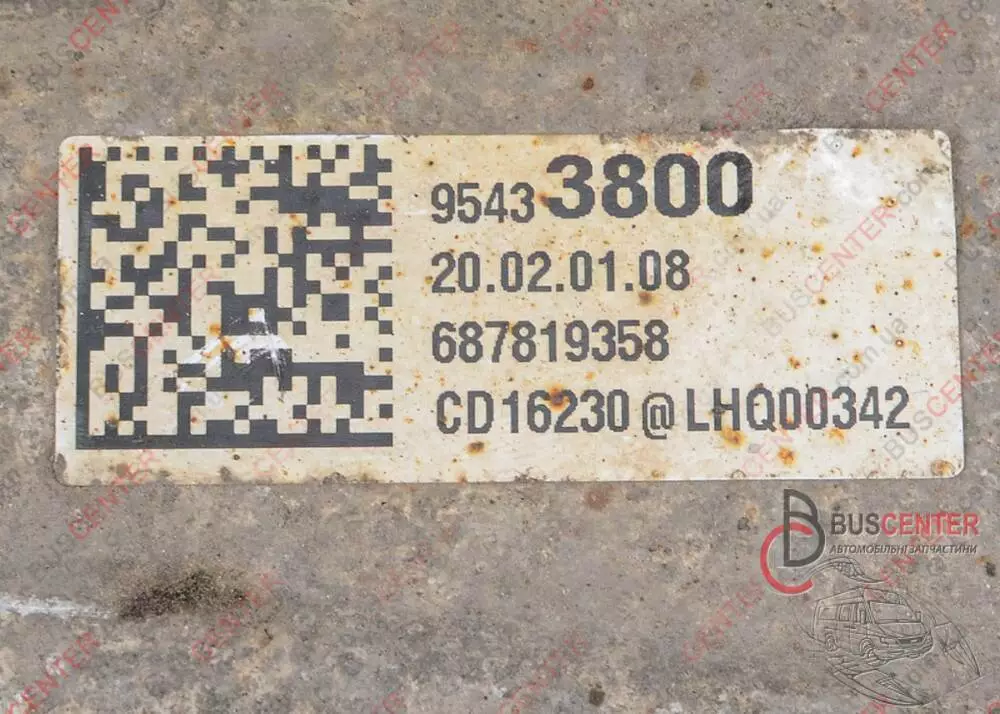 9543 3800
20.02.01.08
687819358
CD16230@LHQ00342
BUSCENTER
АВТОМОБІЛЬНІ ЗАПЧАСТИНИ